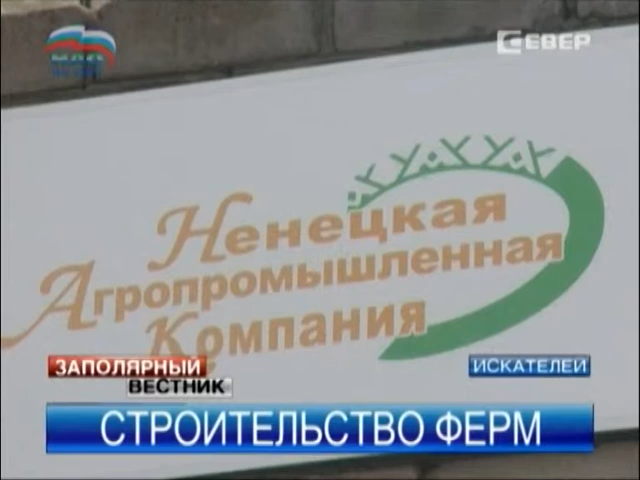 СЕВЕР
Ненецкая
Агропромышленная
Компания
ЗАПОЛЯРНЫЙ
ВЕСТНИК
ИСКАТЕЛЕЙ
СТРОИТЕЛЬСТВО ФЕРМ